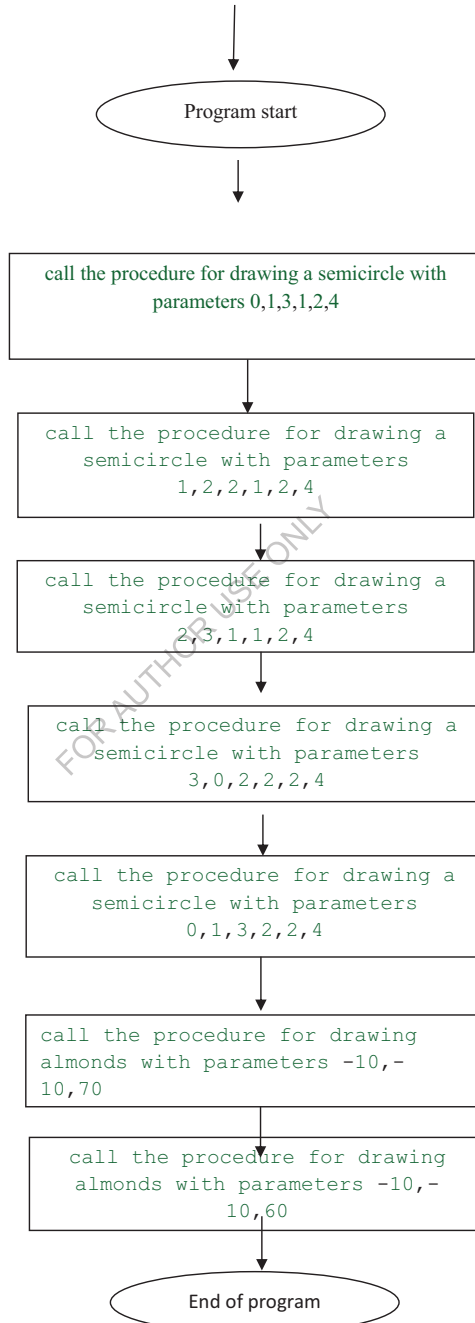 Program start
call the procedure for drawing a semicircle with
parameters 0,1,3,1,2,4
call the procedure for drawing a
semicircle with parameters
1,2,2,1,2,4
call the procedure for drawing a
semicircle with parameters
2,3,1,1,2,4
call the procedure for drawing a
semicircle with parameters
3,0,2,2,2,4
call the procedure for drawing a
semicircle with parameters
0,1,3,2,2,4
call the procedure for drawing
almonds with parameters -10,-
10,70
call the procedure for drawing
almonds with parameters -10,-
10,60
End of program
FOR AUTHOR USE ONLY